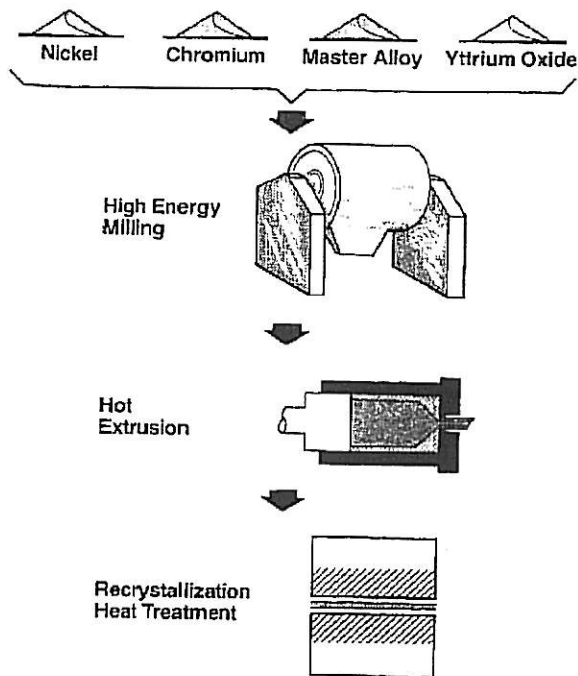 Nickel
Chromium
Master Alloy
Yttrium Oxide
High Energy
Milling
Hot
Extrusion
Recrystallization
Heat Treatment